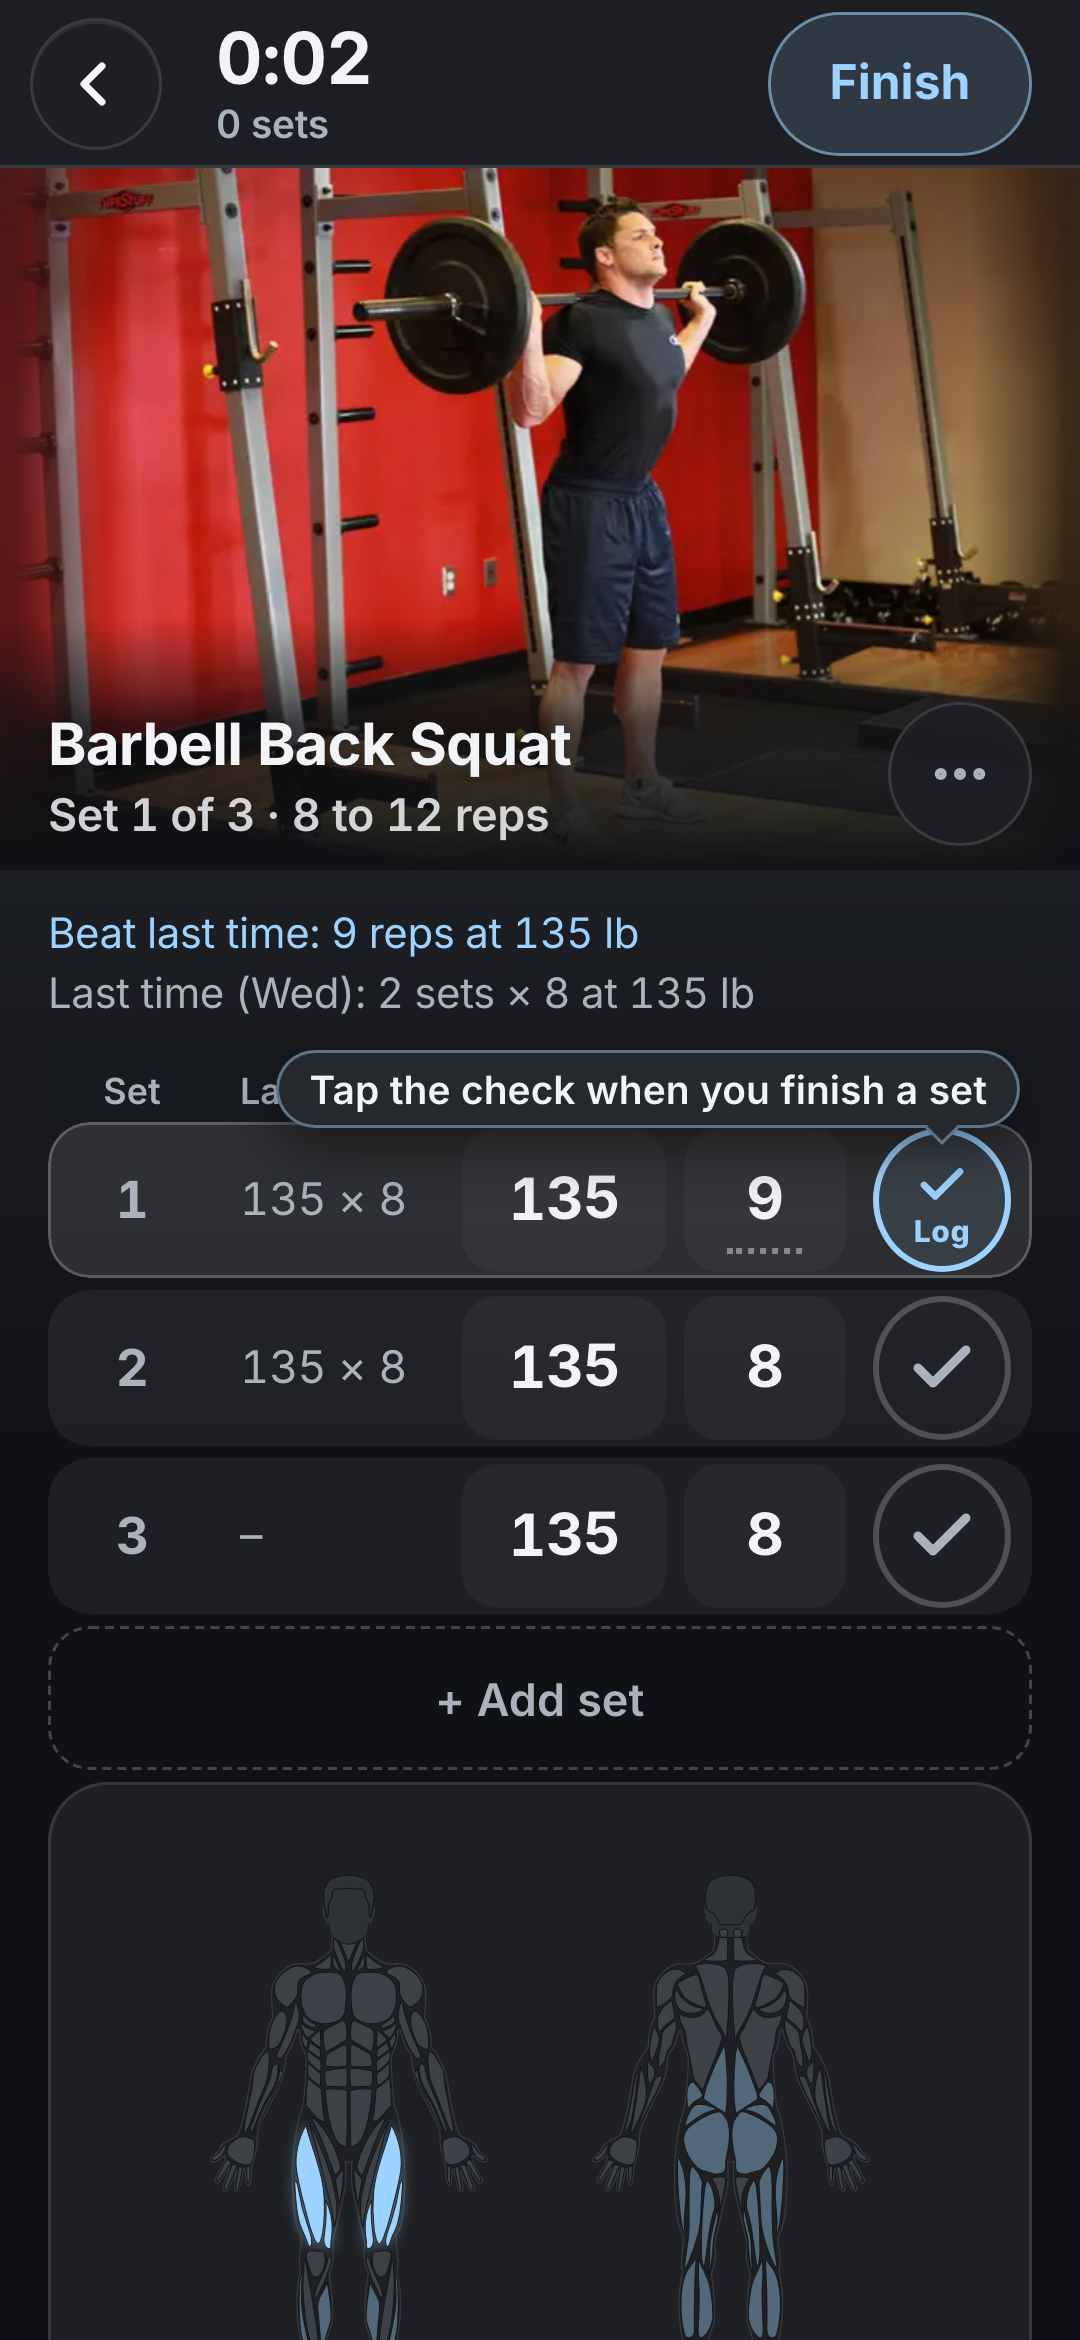 0:02
0 sets
Finish
Barbell Back Squat
Set 1 of 3 · 8 to 12 reps
Beat last time: 9 reps at 135 lb
Last time (Wed): 2 sets × 8 at 135 lb
Set
Tap the check when you finish a set
1 135 × 8 135 9 Log
2 135 × 8 135 8
3 – 135 8
+ Add set